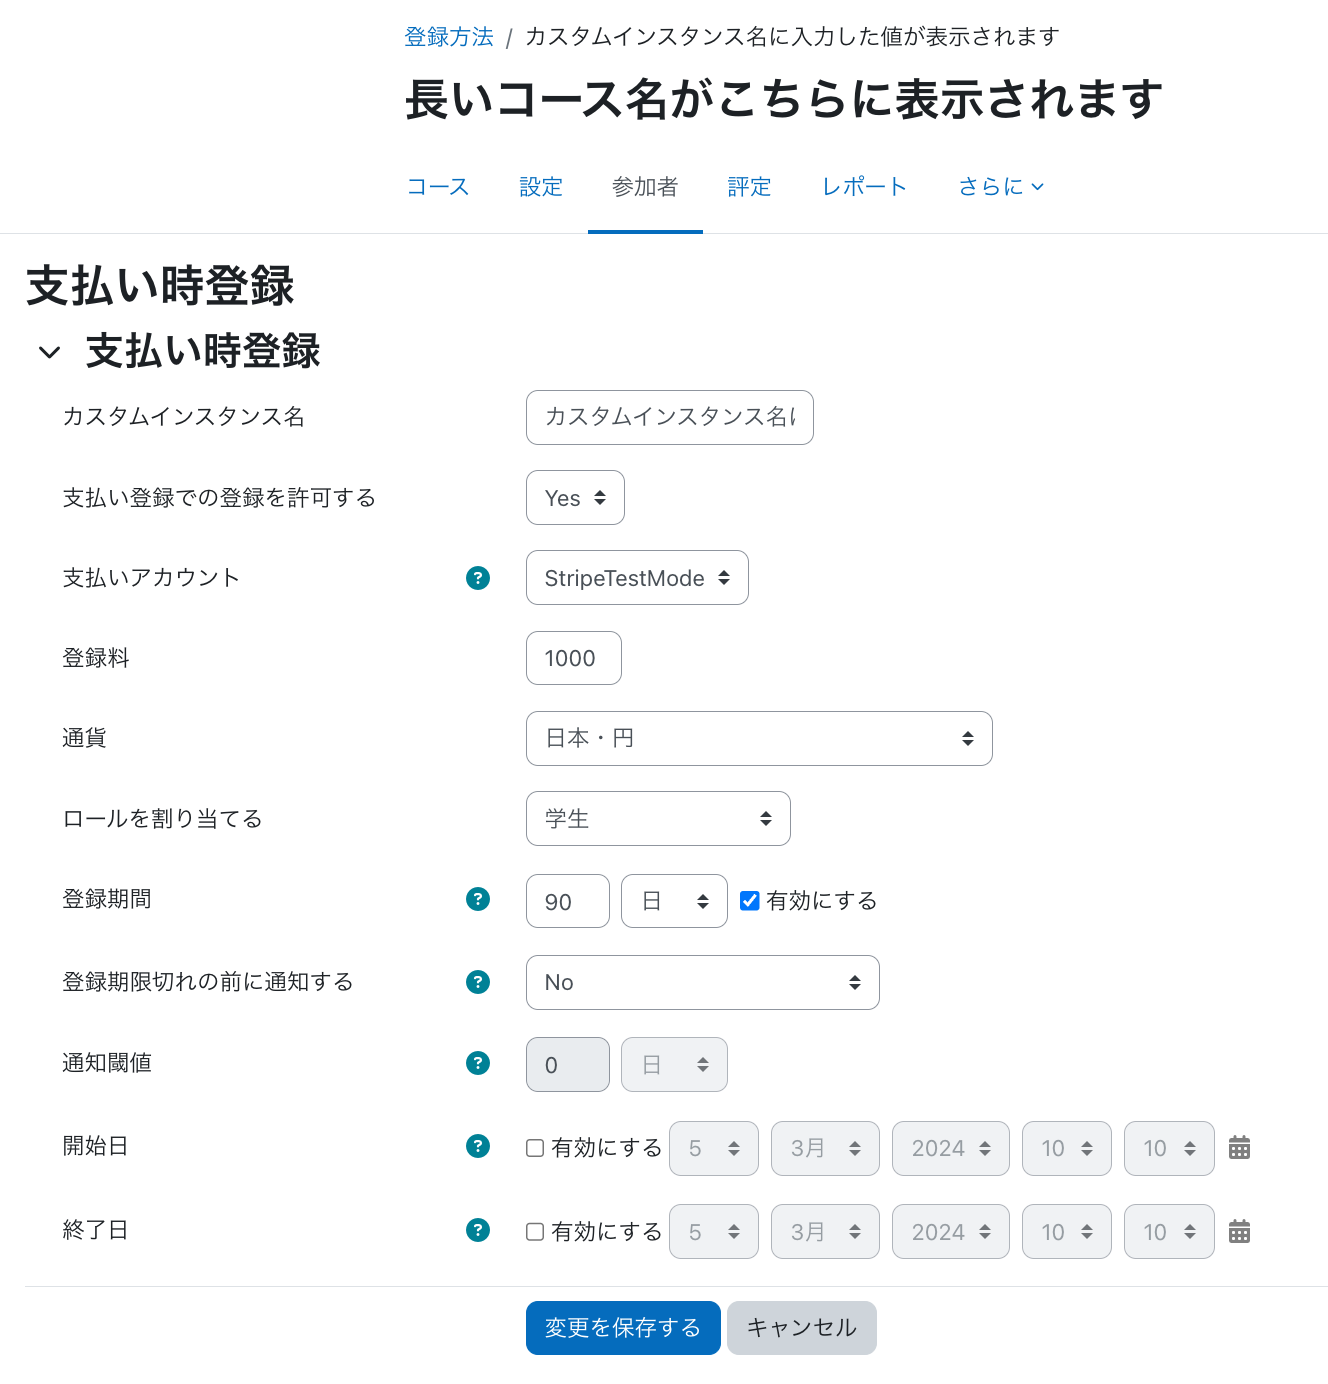 登録方法 / カスタムインスタンス名に入力した値が表示されます
長いコース名がこちらに表示されます
コース 設定 参加者 評定 レポート さらに
支払い時登録
支払い時登録
カスタムインスタンス名 カスタムインスタンス名に
支払い登録での登録を許可する Yes
支払いアカウント ? StripeTestMode
登録料 1000
通貨 日本・円
ロールを割り当てる 学生
登録期間 ? 90 日 有効にする
登録期限切れの前に通知する ? No
通知閾値 ? 0 日
開始日 ? 有効にする 5 3月 2024 10 10
終了日 ? 有効にする 5 3月 2024 10 10
変更を保存する キャンセル